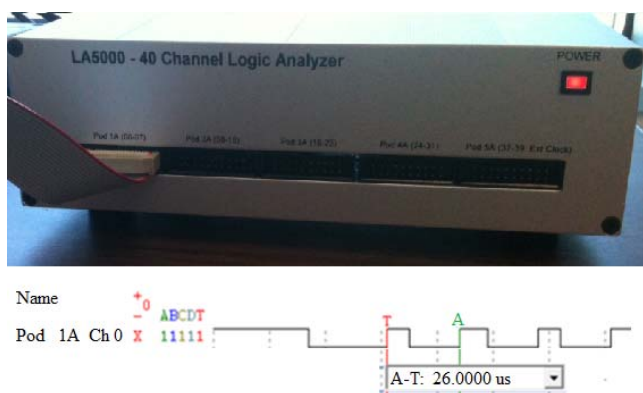 LA5000 - 40 Channel Logic Analyzer
POWER
Pod 1A (00-07) Pod 2A (08-15) Pod 3A (16-23) Pod 4A (24-31) Pod 5A (32-39 Ext Clock)
Name + 0 - ABCDT
Pod 1A Ch 0 X 11111
T A
A-T: 26.0000 us